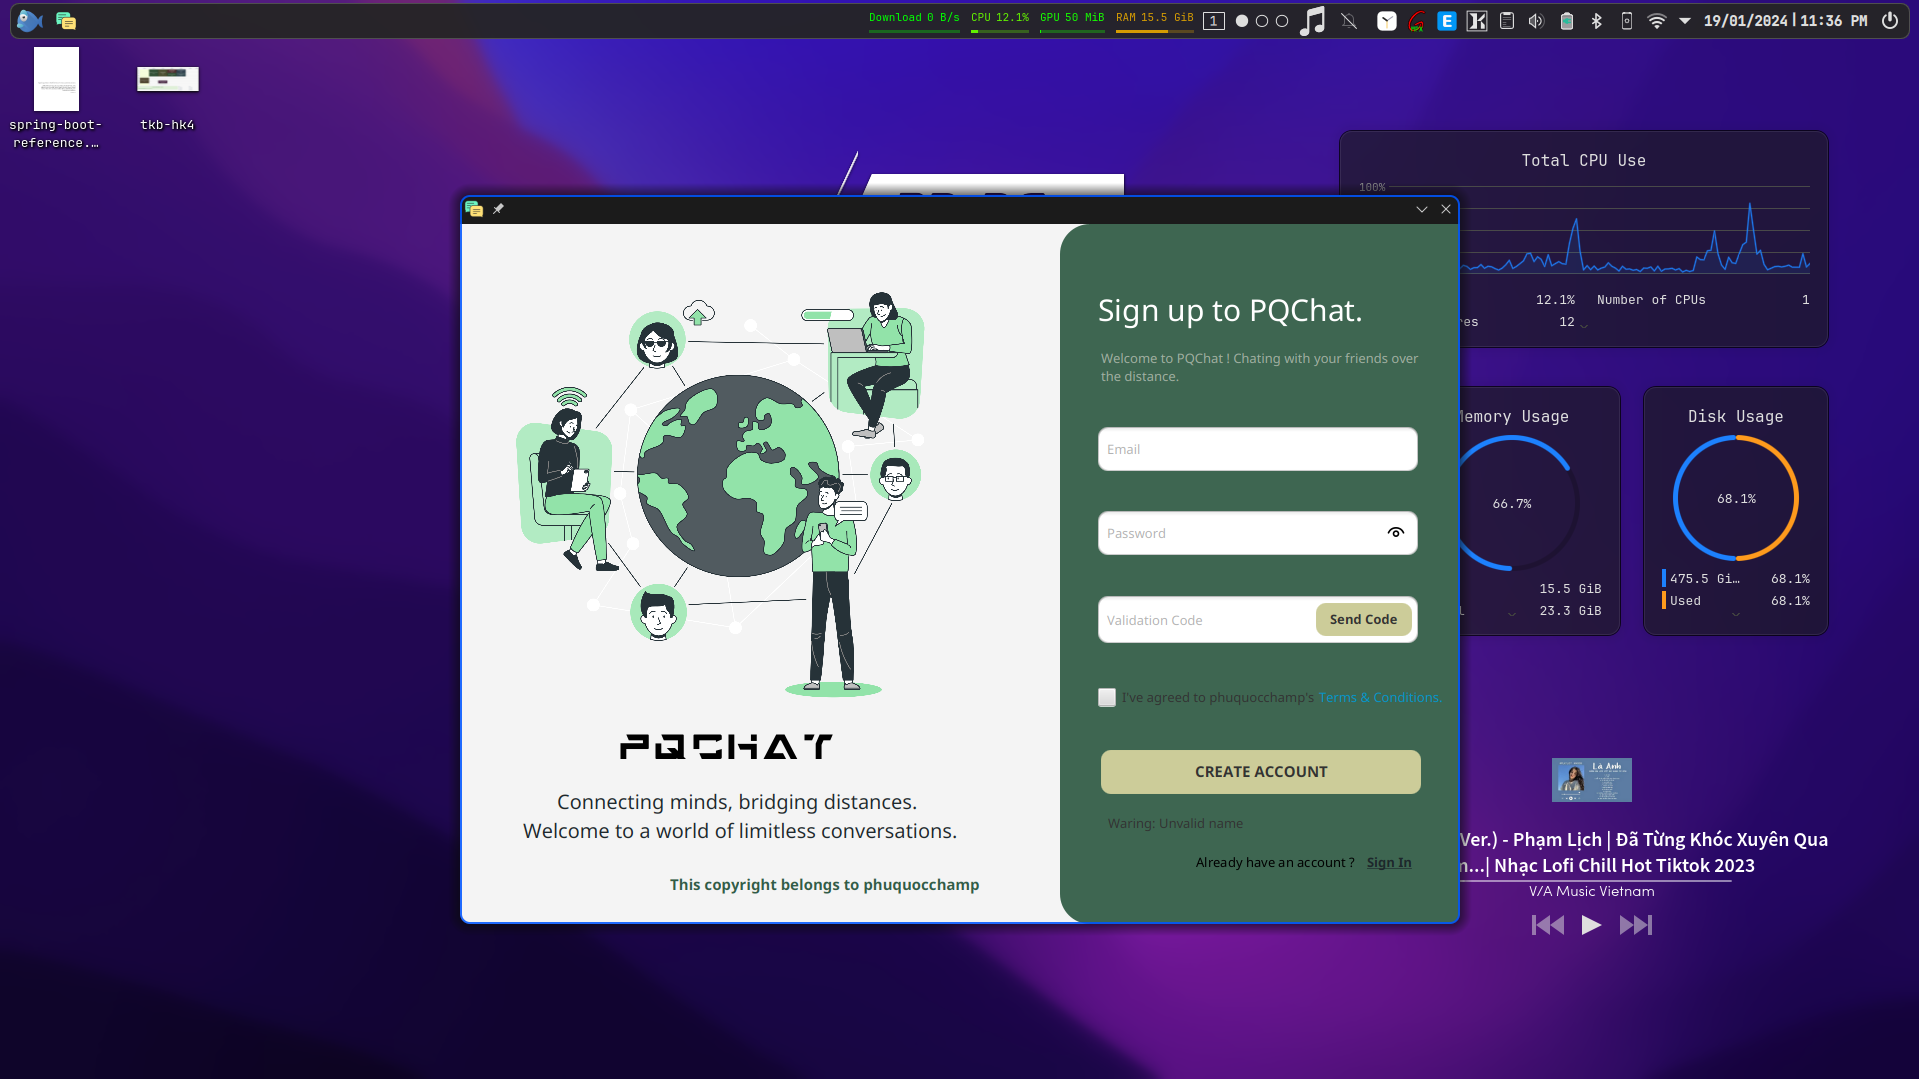 Download 0 B/s
CPU 12.1%
GPU 50 MiB
RAM 15.5 GiB
1
E
K
19/01/2024 | 11:36 PM
spring-boot-
reference....
tkb-hk4
Total CPU Use
100%
12.1%
Number of CPUs
1
res
12
Sign up to PQChat.
Welcome to PQChat ! Chating with your friends over
the distance.
Email
Password
Validation Code
Send Code
I've agreed to phuquocchamp's Terms & Conditions.
CREATE ACCOUNT
Waring: Unvalid name
Already have an account ? Sign In
PQCHAT
Connecting minds, bridging distances.
Welcome to a world of limitless conversations.
This copyright belongs to phuquocchamp
Memory Usage
66.7%
15.5 GiB
23.3 GiB
Disk Usage
68.1%
475.5 Gi... 68.1%
Used 68.1%
Lá Anh
Ver.) - Phạm Lịch | Đã Từng Khóc Xuyên Qua
n...| Nhạc Lofi Chill Hot Tiktok 2023
V/A Music Vietnam